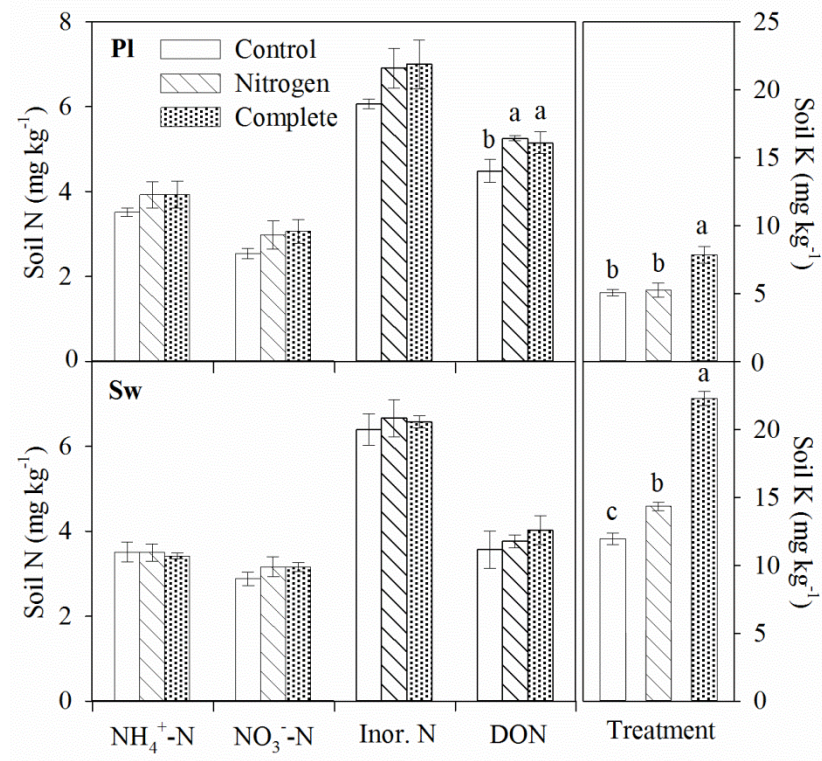 8
6
4
2
0
Soil N (mg kg⁻¹)
Pl
Control
Nitrogen
Complete
b a a
25
20
15
10
5
0
Soil K (mg kg⁻¹)
b b a
6
4
2
0
Soil N (mg kg⁻¹)
Sw
20
15
10
5
0
Soil K (mg kg⁻¹)
c b a
NH₄⁺-N NO₃⁻-N Inor. N DON Treatment